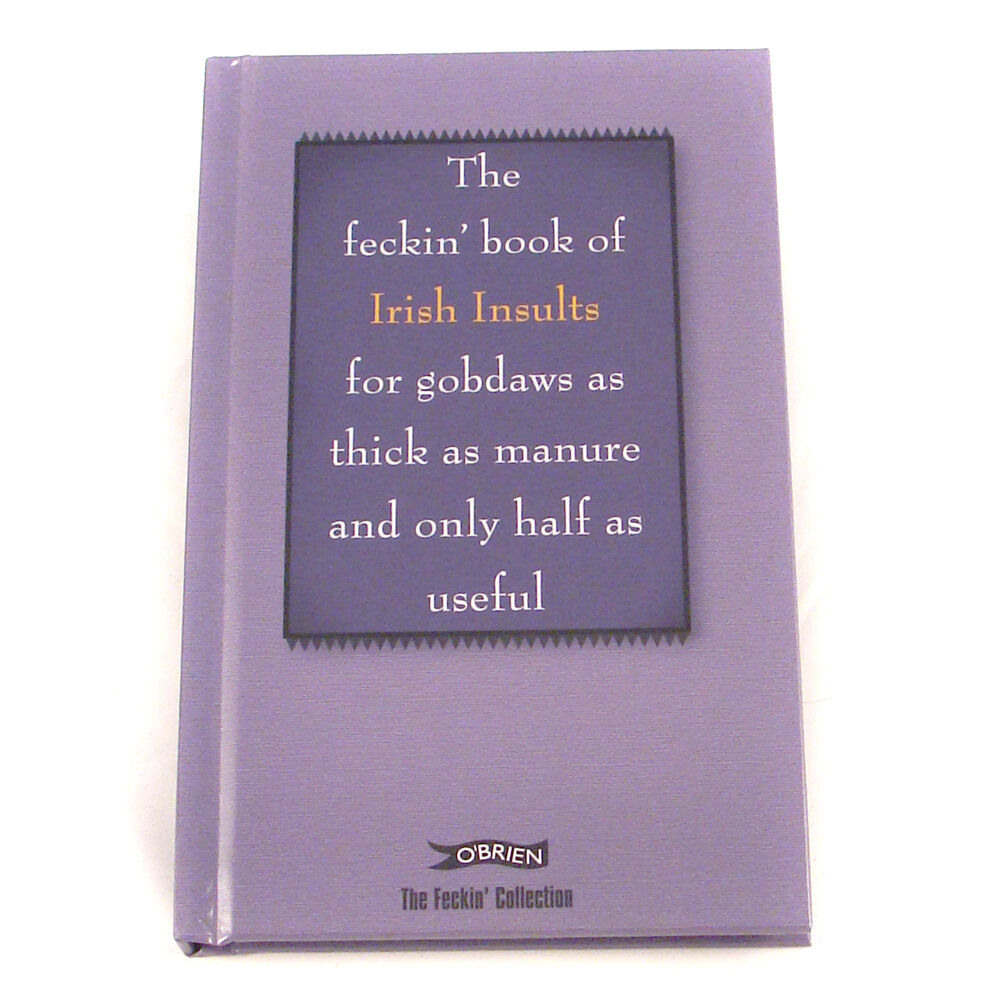 The
feckin' book of
Irish Insults
for gobdaws as
thick as manure
and only half as
useful
O'BRIEN
The Feckin' Collection